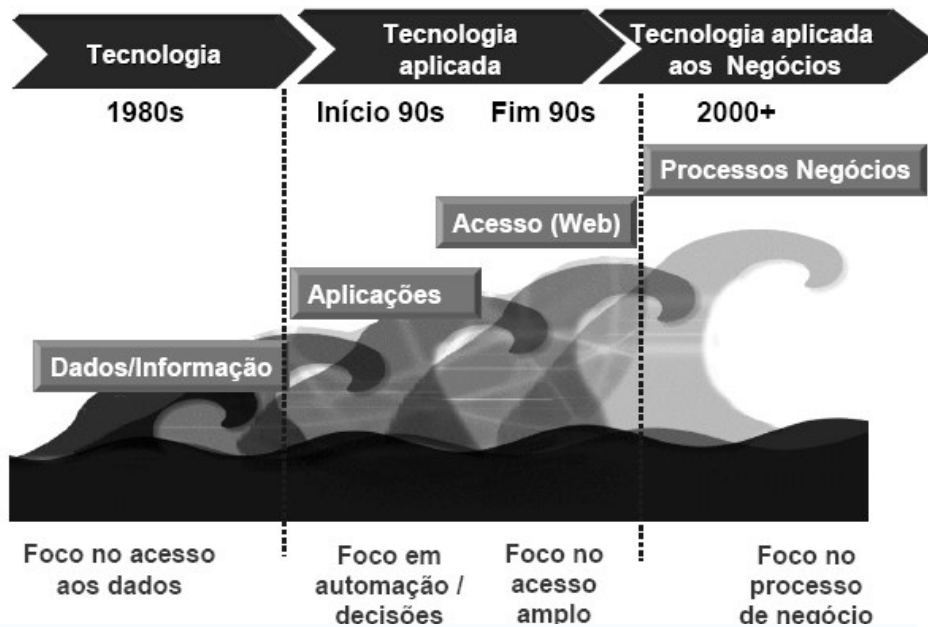 Tecnologia
Tecnologia
aplicada
Tecnologia aplicada
aos Negócios
1980s
Início 90s
Fim 90s
2000+
Processos Negócios
Acesso (Web)
Aplicações
Dados/Informação
Foco no acesso
aos dados
Foco em
automação /
decisões
Foco no
acesso
amplo
Foco no
processo
de negócio